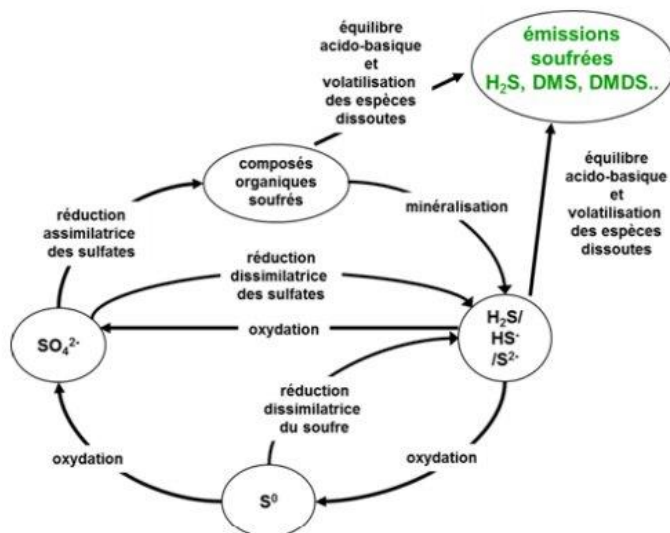 équilibre
acido-basique
et
volatilisation
des espèces
dissoutes
émissions
soufrées
H₂S, DMS, DMDS..
équilibre
acido-basique
et
volatilisation
des espèces
dissoutes
composés
organiques
soufrés
minéralisation
réduction
assimilatrice
des sulfates
réduction
dissimilatrice
des sulfates
SO₄²⁻
oxydation
H₂S/
HS⁻
/S²⁻
réduction
dissimilatrice
du soufre
oxydation
oxydation
S⁰